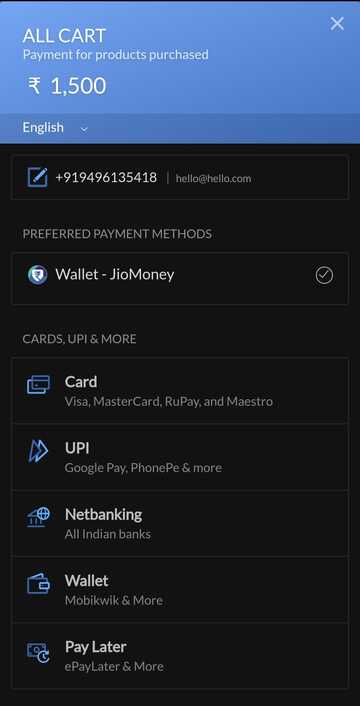 ALL CART
Payment for products purchased
₹ 1,500
English
+919496135418 | hello@hello.com
PREFERRED PAYMENT METHODS
Wallet - JioMoney
CARDS, UPI & MORE
Card
Visa, MasterCard, RuPay, and Maestro
UPI
Google Pay, PhonePe & more
Netbanking
All Indian banks
Wallet
Mobikwik & More
Pay Later
ePayLater & More